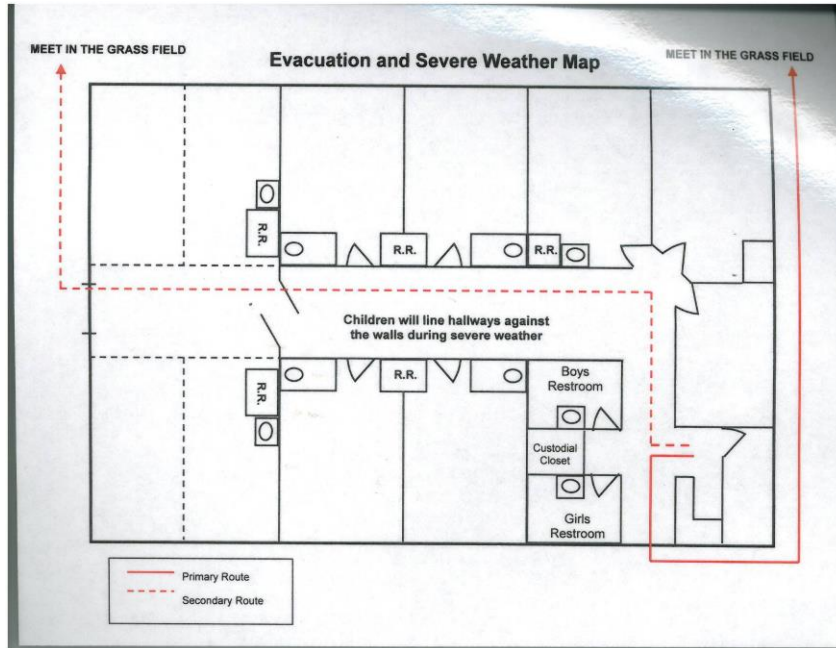 MEET IN THE GRASS FIELD
MEET IN THE GRASS FIELD
Evacuation and Severe Weather Map
R.R.
R.R.
R.R.
Children will line hallways against
the walls during severe weather
R.R.
R.R.
Boys
Restroom
Custodial
Closet
Girls
Restroom
Primary Route
Secondary Route